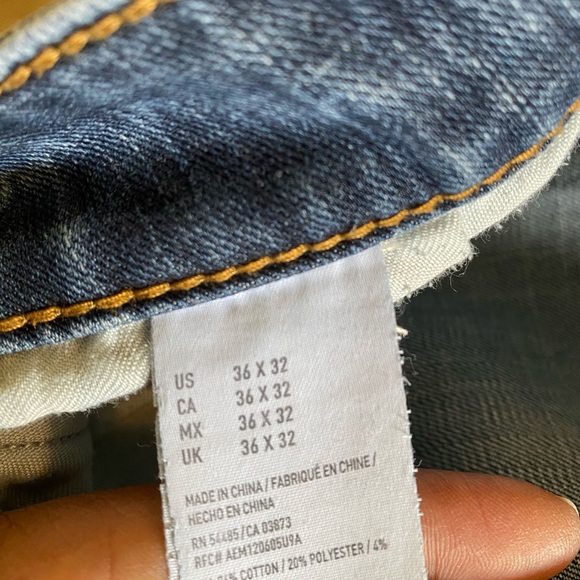 US 36 X 32
CA 36 X 32
MX 36 X 32
UK 36 X 32
MADE IN CHINA / FABRIQUÉ EN CHINE /
HECHO EN CHINA
RN 54485 / CA 03873
RFC# AEM120605U9A
COTTON / 20% POLYESTER / 4%